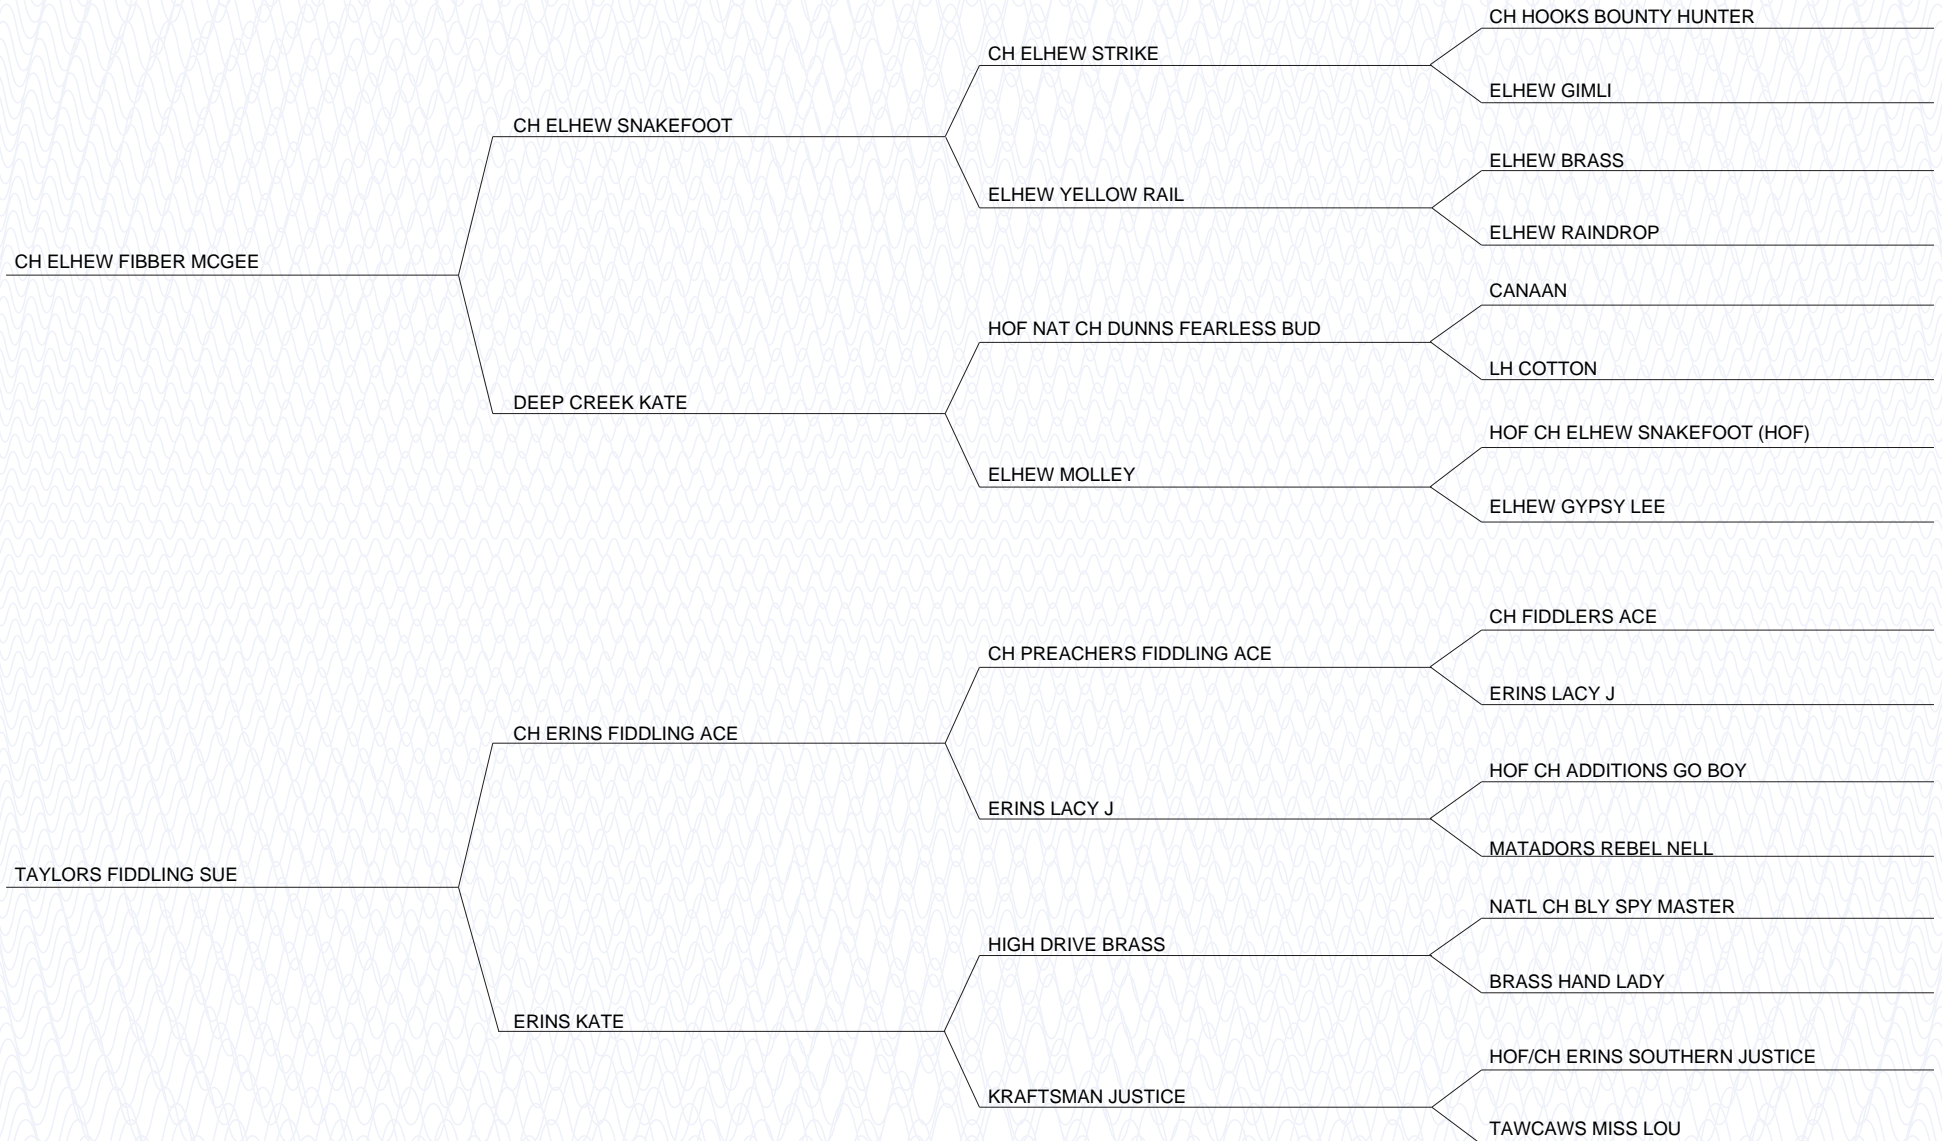 CH HOOKS BOUNTY HUNTER
CH ELHEW STRIKE
ELHEW GIMLI
CH ELHEW SNAKEFOOT
ELHEW BRASS
ELHEW YELLOW RAIL
ELHEW RAINDROP
CH ELHEW FIBBER MCGEE
CANAAN
HOF NAT CH DUNNS FEARLESS BUD
LH COTTON
DEEP CREEK KATE
HOF CH ELHEW SNAKEFOOT (HOF)
ELHEW MOLLEY
ELHEW GYPSY LEE
CH FIDDLERS ACE
CH PREACHERS FIDDLING ACE
ERINS LACY J
CH ERINS FIDDLING ACE
HOF CH ADDITIONS GO BOY
ERINS LACY J
MATADORS REBEL NELL
TAYLORS FIDDLING SUE
NATL CH BLY SPY MASTER
HIGH DRIVE BRASS
BRASS HAND LADY
ERINS KATE
HOF/CH ERINS SOUTHERN JUSTICE
KRAFTSMAN JUSTICE
TAWCAWS MISS LOU